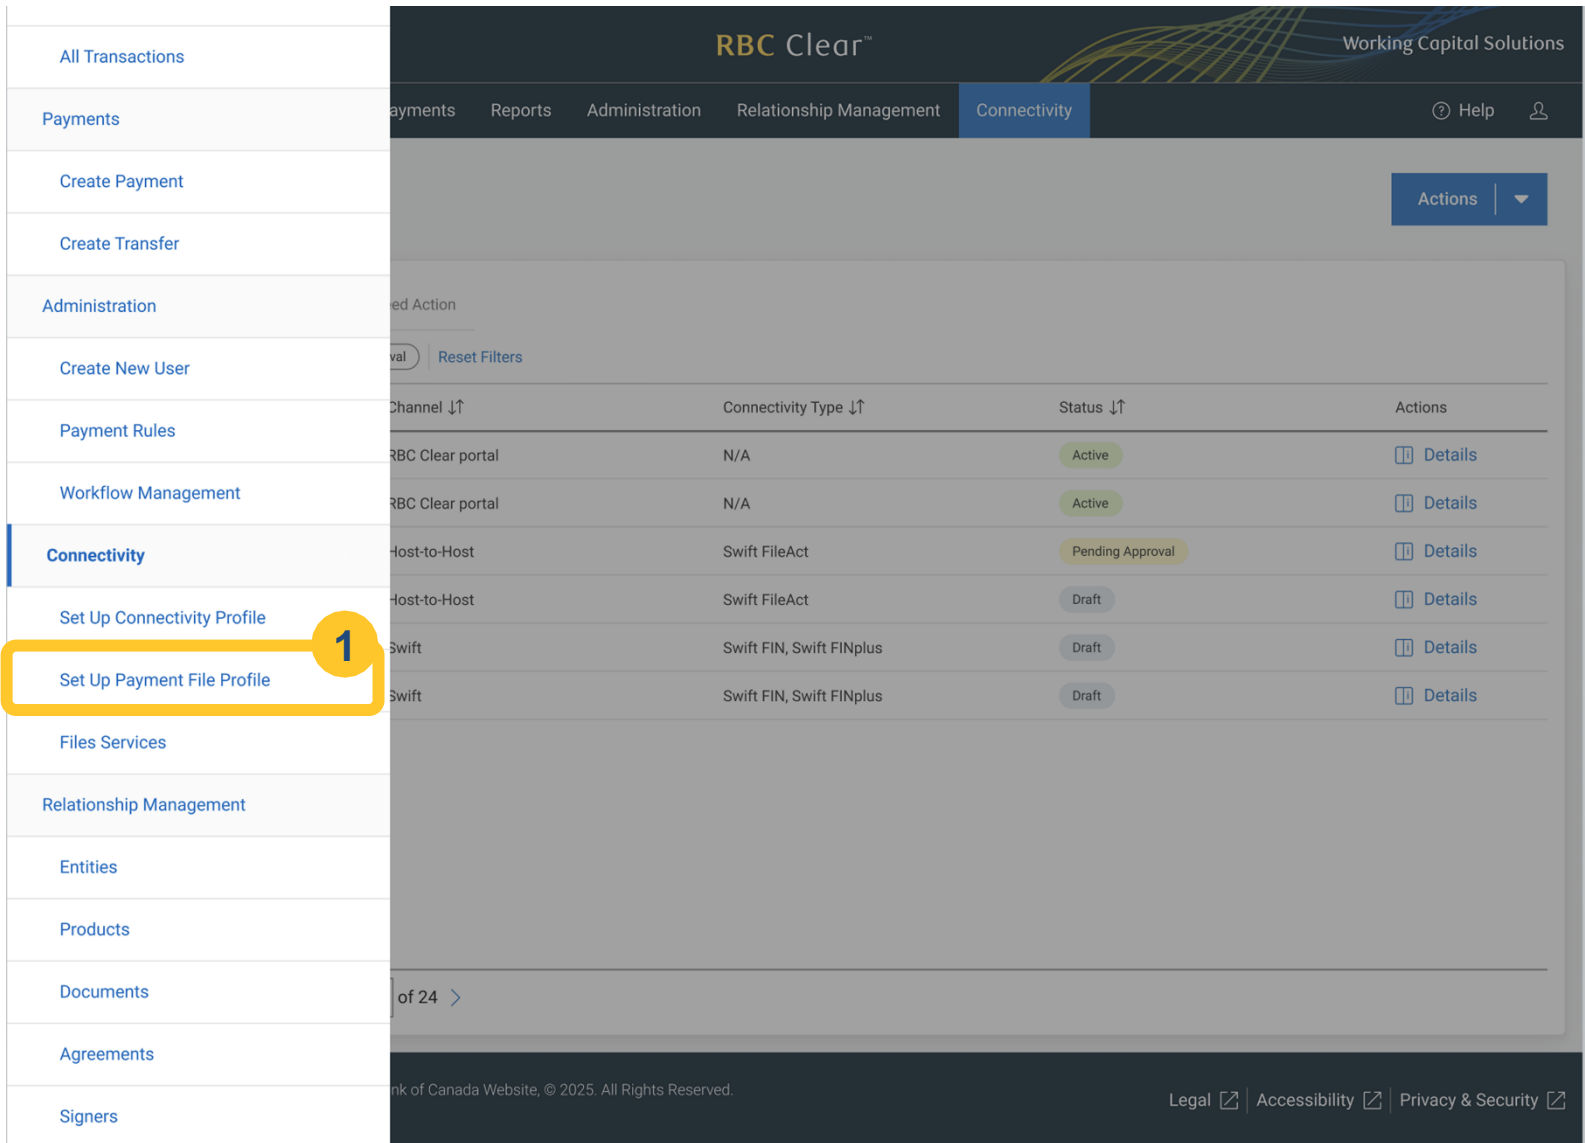 All Transactions
Payments
Create Payment
Create Transfer
Administration
Create New User
Payment Rules
Workflow Management
Connectivity
Set Up Connectivity Profile
1
Set Up Payment File Profile
Files Services
Relationship Management
Entities
Products
Documents
Agreements
Signers
RBC Clear™
Working Capital Solutions
ayments Reports Administration Relationship Management Connectivity Help
Actions
ed Action
val Reset Filters
Channel Connectivity Type Status Actions
RBC Clear portal N/A Active Details
RBC Clear portal N/A Active Details
Host-to-Host Swift FileAct Pending Approval Details
Host-to-Host Swift FileAct Draft Details
Swift Swift FIN, Swift FINplus Draft Details
Swift Swift FIN, Swift FINplus Draft Details
of 24
nk of Canada Website, © 2025. All Rights Reserved.
Legal Accessibility Privacy & Security